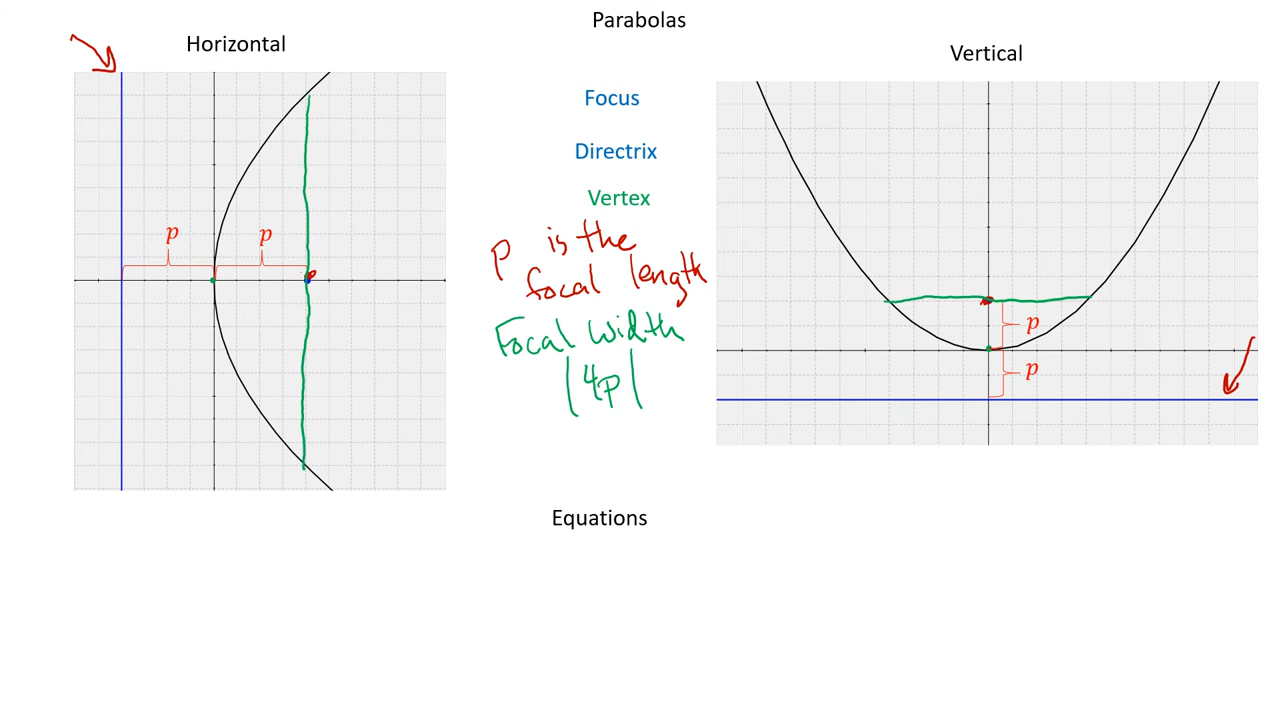 Parabolas
Horizontal
Vertical
Focus
Directrix
Vertex
p p
P is the
focal length
Focal Width
|4p|
p
p
Equations